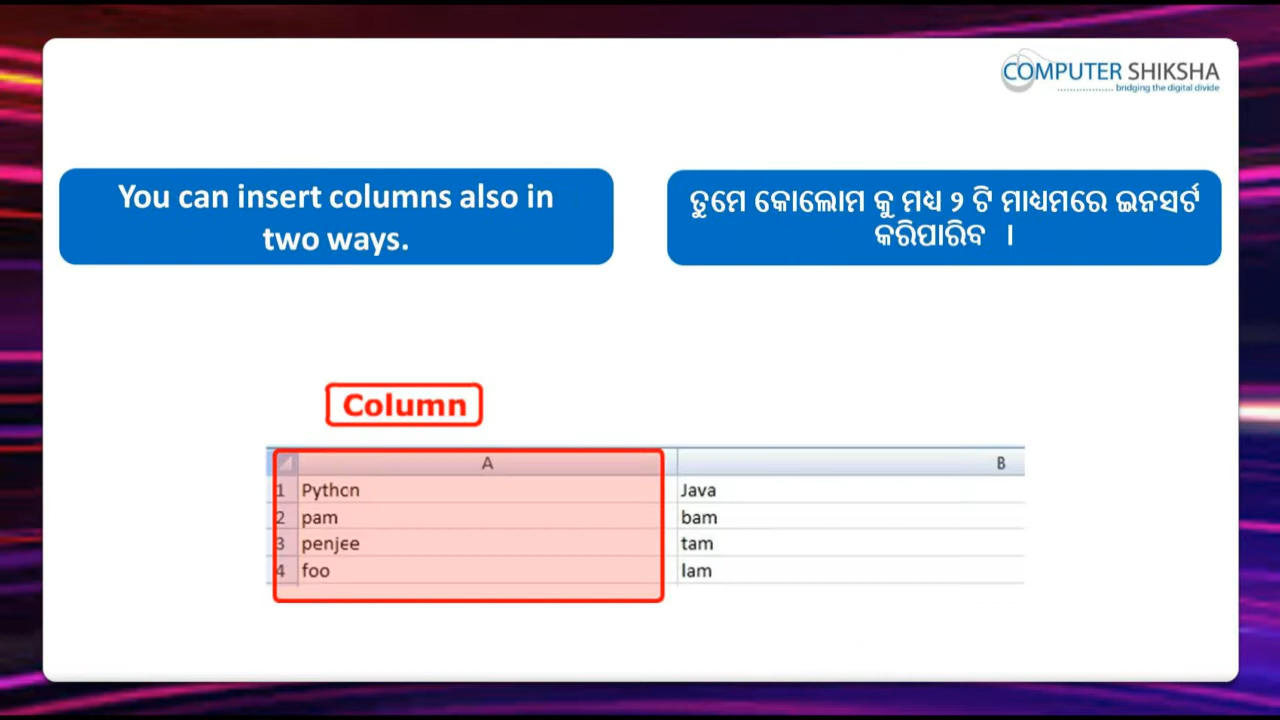 COMPUTER SHIKSHA
bridging the digital divide
You can insert columns also in
two ways.
ତୁମେ କୋଲୋମ କୁ ମଧ୍ୟ ୨ ଟି ମାଧ୍ୟମରେ ଇନସର୍ଟ
କରିପାରିବ ।
Column
A B
1 Python Java
2 pam bam
3 penjee tam
4 foo lam